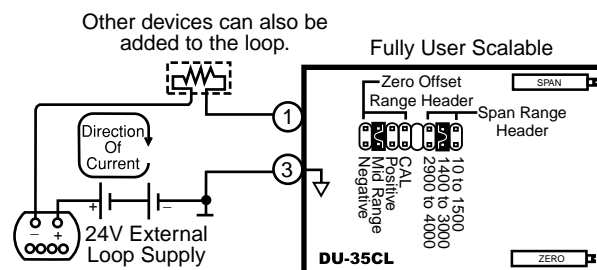 Other devices can also be
added to the loop.
Fully User Scalable
Zero Offset
Range Header
Span Range
Header
SPAN
1
Direction
Of
Current
3
Negative
Mid Range
Positive
CAL
2900 to 4000
1400 to 3000
10 to 1500
+
–
– +
24V External
Loop Supply
DU-35CL
ZERO